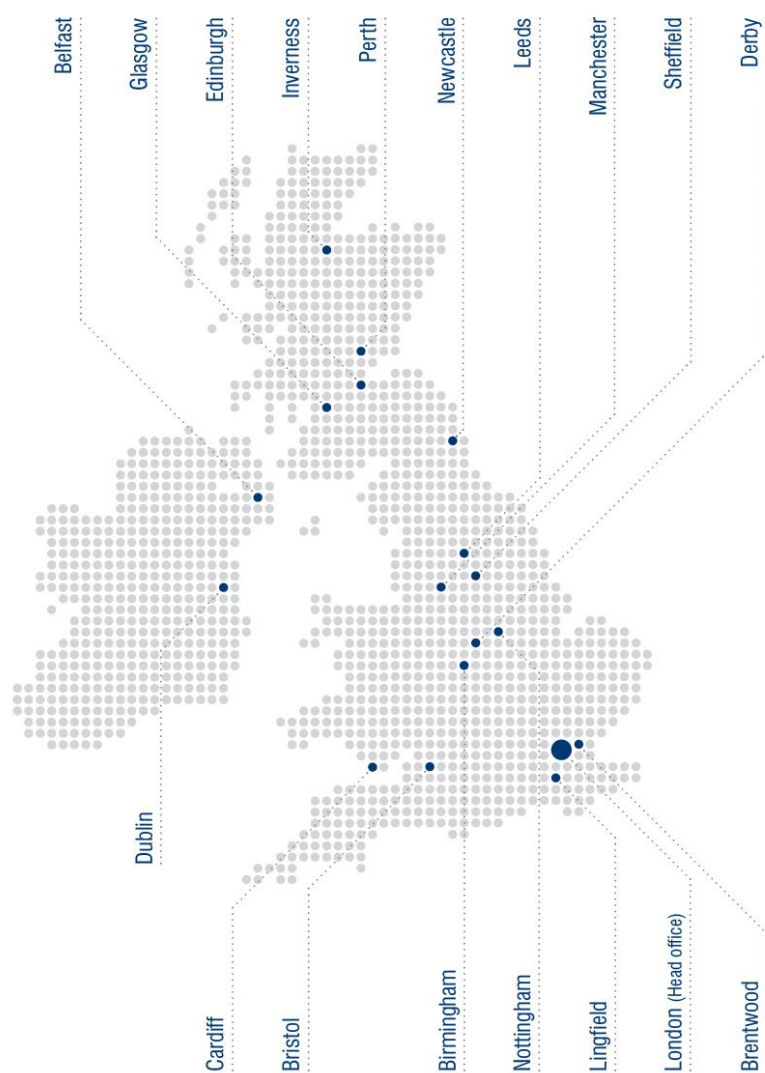 Belfast
Glasgow
Edinburgh
Inverness
Perth
Newcastle
Leeds
Manchester
Sheffield
Derby
Dublin
Cardiff
Bristol
Birmingham
Nottingham
Lingfield
London (Head office)
Brentwood